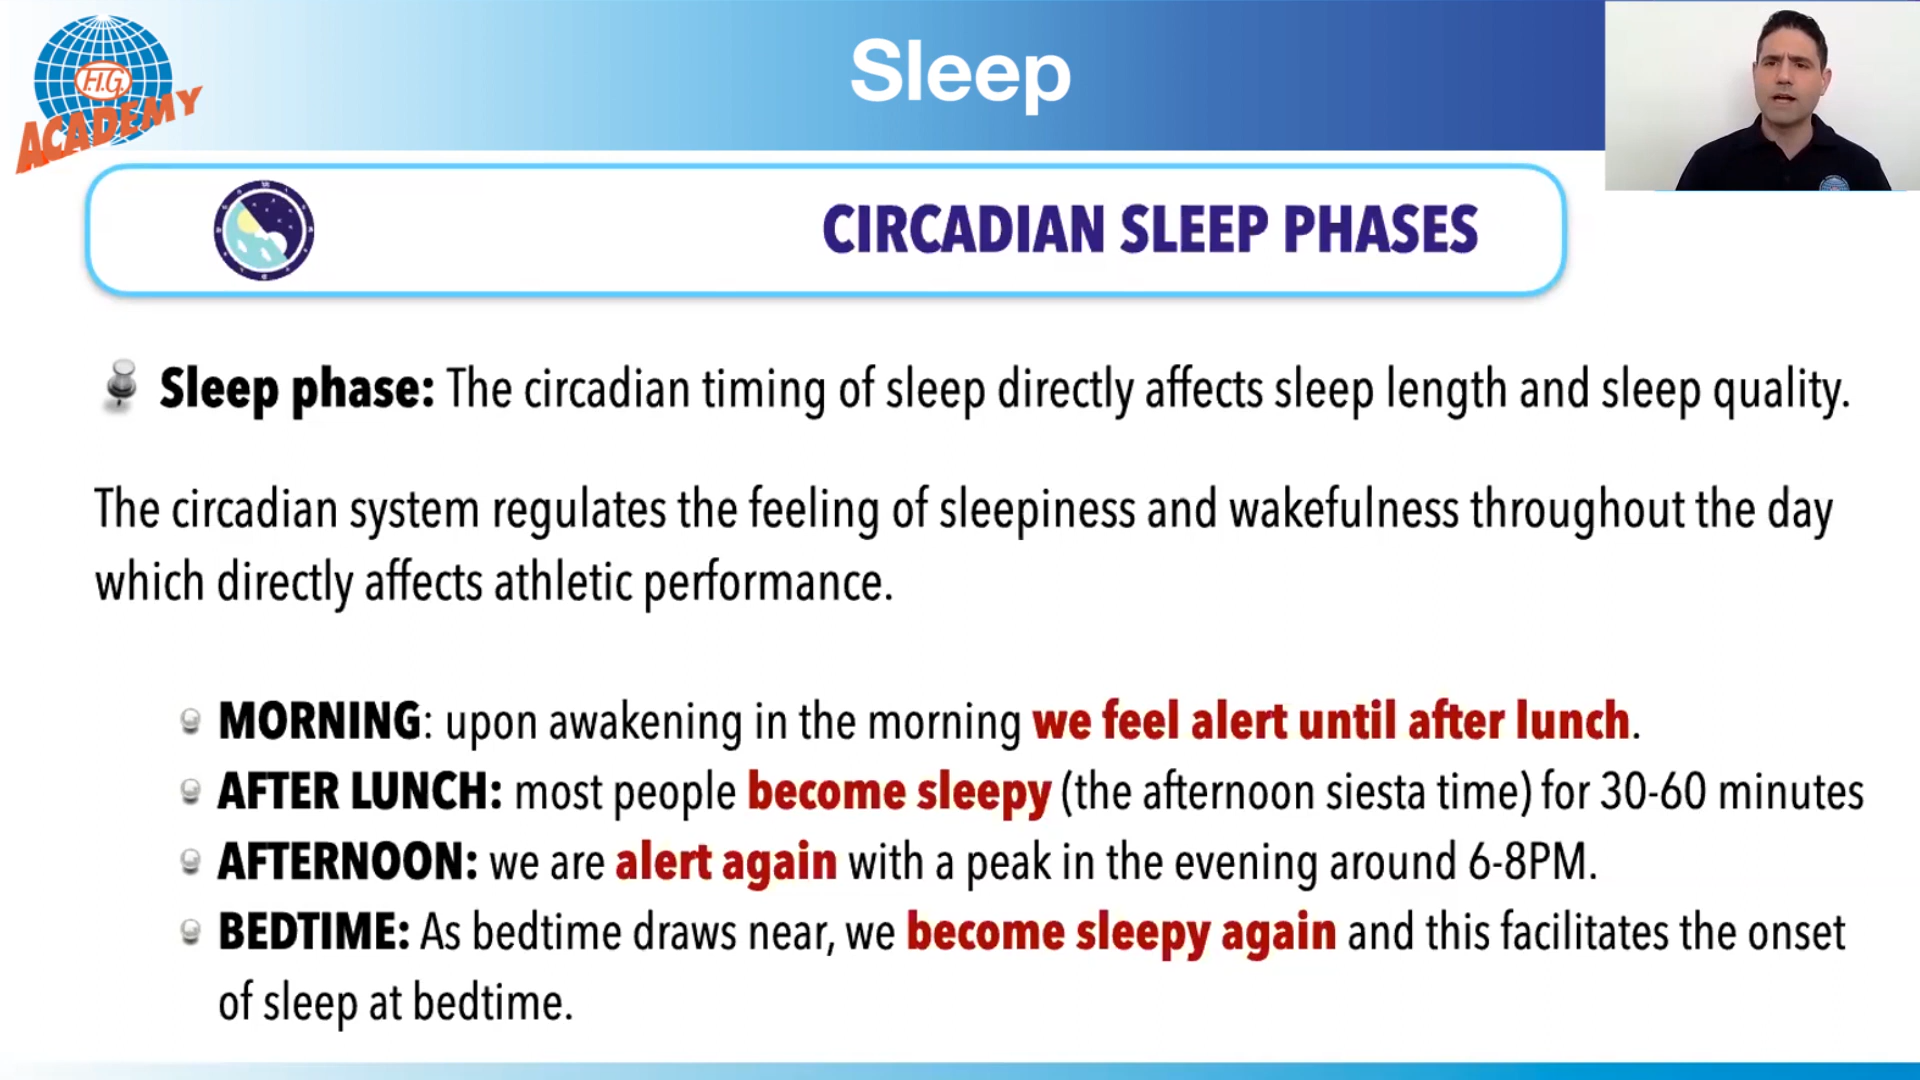 Sleep
F.I.G.
ACADEMY
CIRCADIAN SLEEP PHASES
Sleep phase: The circadian timing of sleep directly affects sleep length and sleep quality.
The circadian system regulates the feeling of sleepiness and wakefulness throughout the day
which directly affects athletic performance.
MORNING: upon awakening in the morning we feel alert until after lunch.
AFTER LUNCH: most people become sleepy (the afternoon siesta time) for 30-60 minutes
AFTERNOON: we are alert again with a peak in the evening around 6-8PM.
BEDTIME: As bedtime draws near, we become sleepy again and this facilitates the onset
of sleep at bedtime.